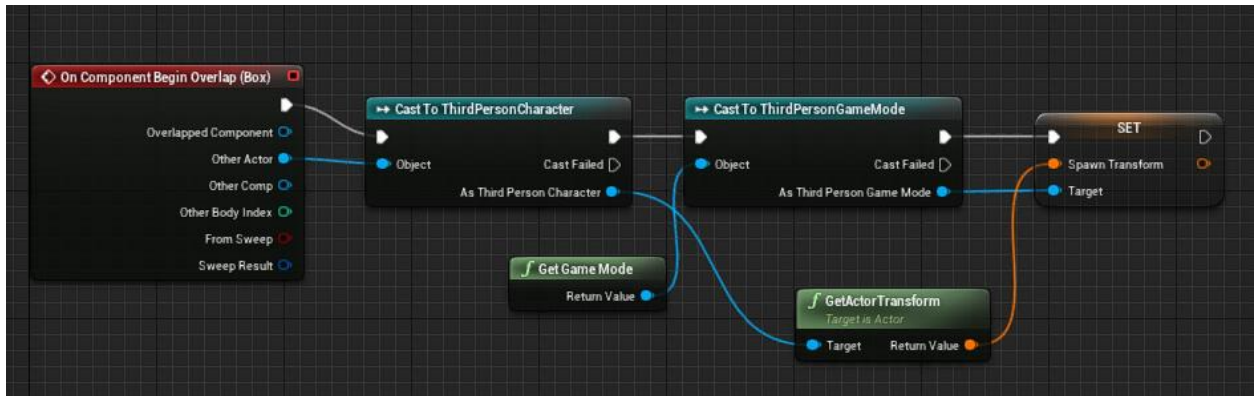 On Component Begin Overlap (Box)
Overlapped Component
Other Actor
Other Comp
Other Body Index
From Sweep
Sweep Result
Cast To ThirdPersonCharacter
Object
Cast Failed
As Third Person Character
Cast To ThirdPersonGameMode
Object
Cast Failed
As Third Person Game Mode
SET
Spawn Transform
Target
f Get Game Mode
Return Value
f GetActorTransform
Target is Actor
Target Return Value